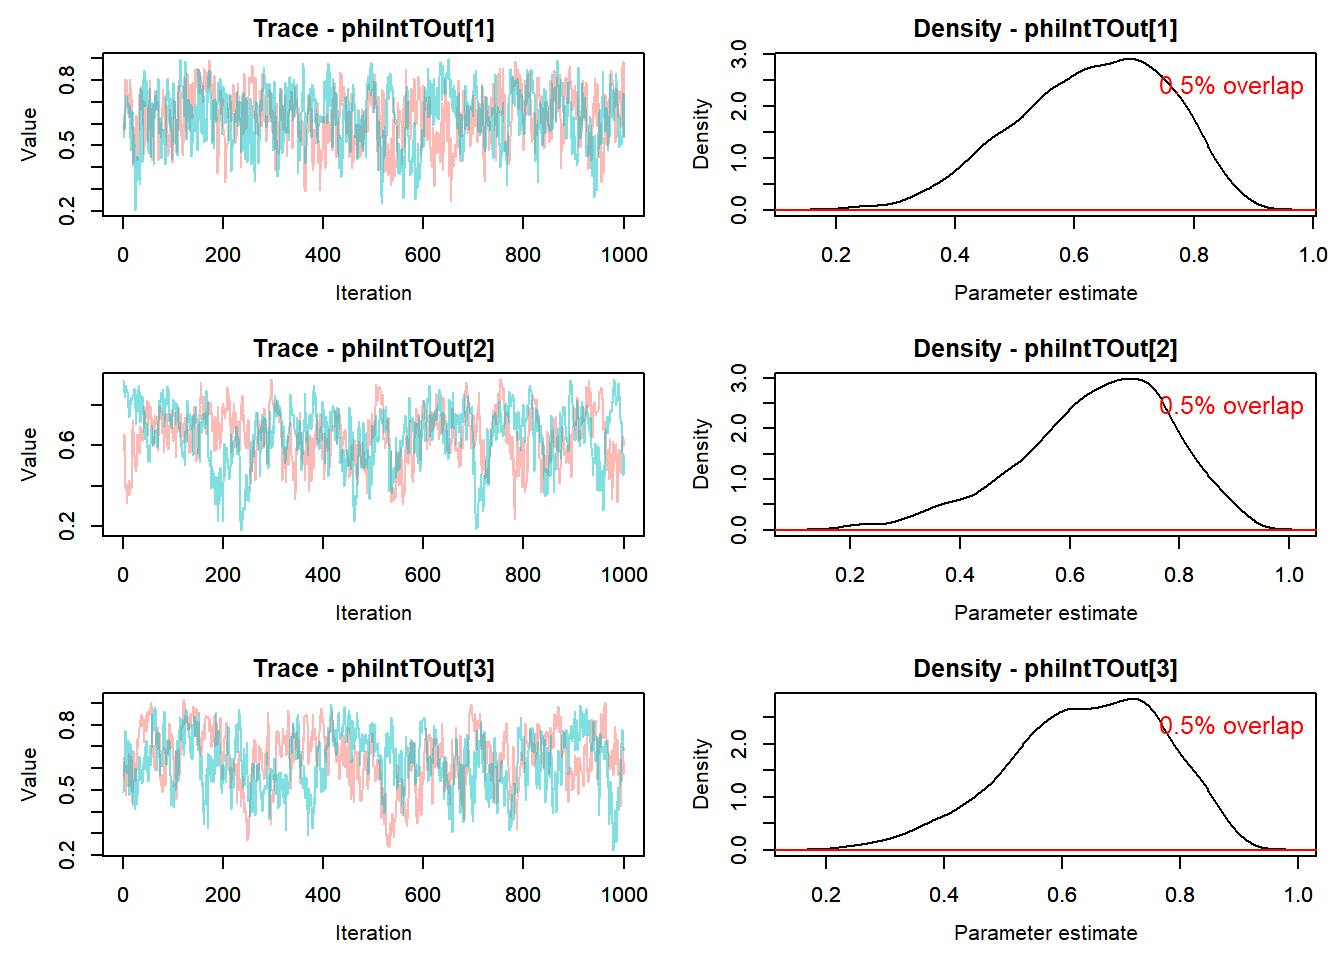 Trace - phiIntTOut[1]
Value
0.2 0.5 0.8
0 200 400 600 800 1000
Iteration
Density - phiIntTOut[1]
0.5% overlap
Density
0.0 1.0 2.0 3.0
0.2 0.4 0.6 0.8 1.0
Parameter estimate
Trace - phiIntTOut[2]
Value
0.2 0.6
0 200 400 600 800 1000
Iteration
Density - phiIntTOut[2]
0.5% overlap
Density
0.0 1.0 2.0 3.0
0.2 0.4 0.6 0.8 1.0
Parameter estimate
Trace - phiIntTOut[3]
Value
0.2 0.5 0.8
0 200 400 600 800 1000
Iteration
Density - phiIntTOut[3]
0.5% overlap
Density
0.0 1.0 2.0
0.2 0.4 0.6 0.8 1.0
Parameter estimate